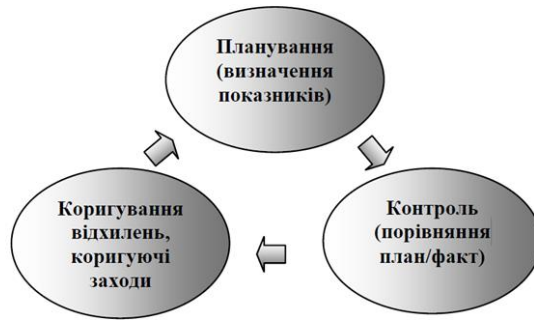 Планування
(визначення
показників)
Контроль
(порівняння
план/факт)
Коригування
відхилень,
коригуючі
заходи